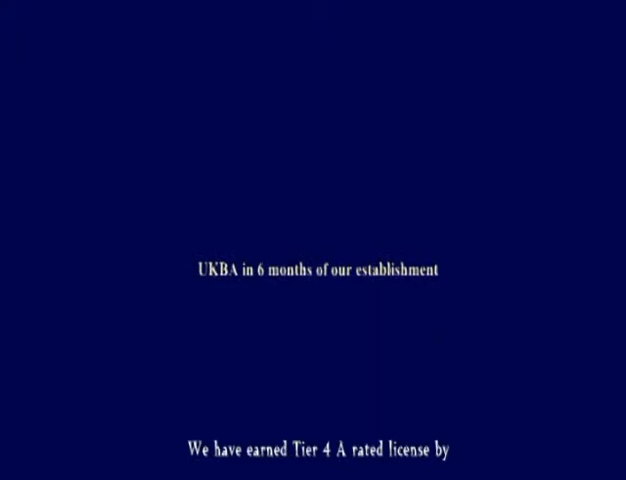 UKBA in 6 months of our establishment
We have earned Tier 4 A rated license by